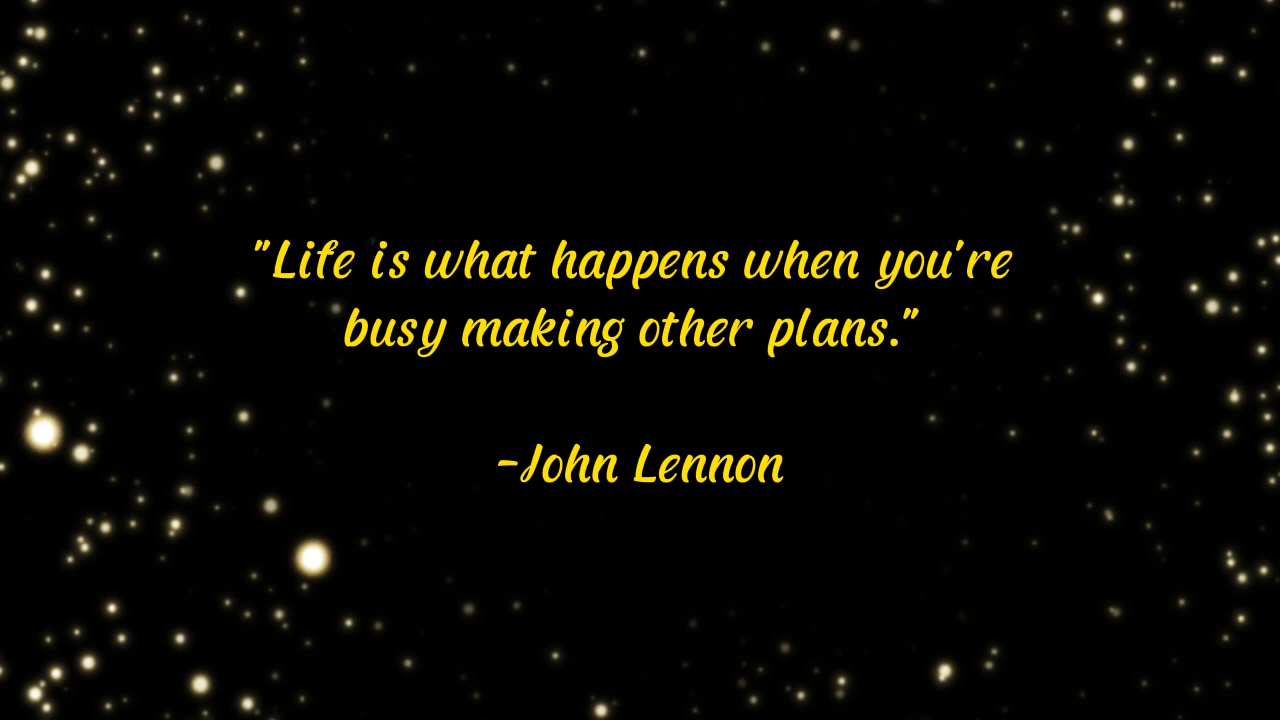 "Life is what happens when you're
busy making other plans."
-John Lennon